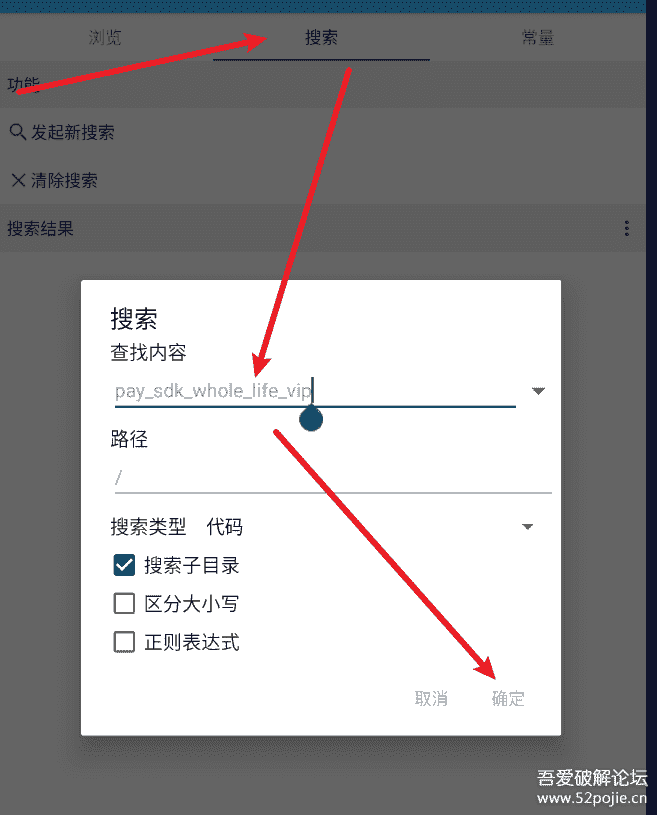 浏览
搜索
常量
功能
发起新搜索
清除搜索
搜索结果
搜索
查找内容
pay_sdk_whole_life_vip
路径
/
搜索类型 代码
搜索子目录
区分大小写
正则表达式
取消 确定
吾爱破解论坛
www.52pojie.cn